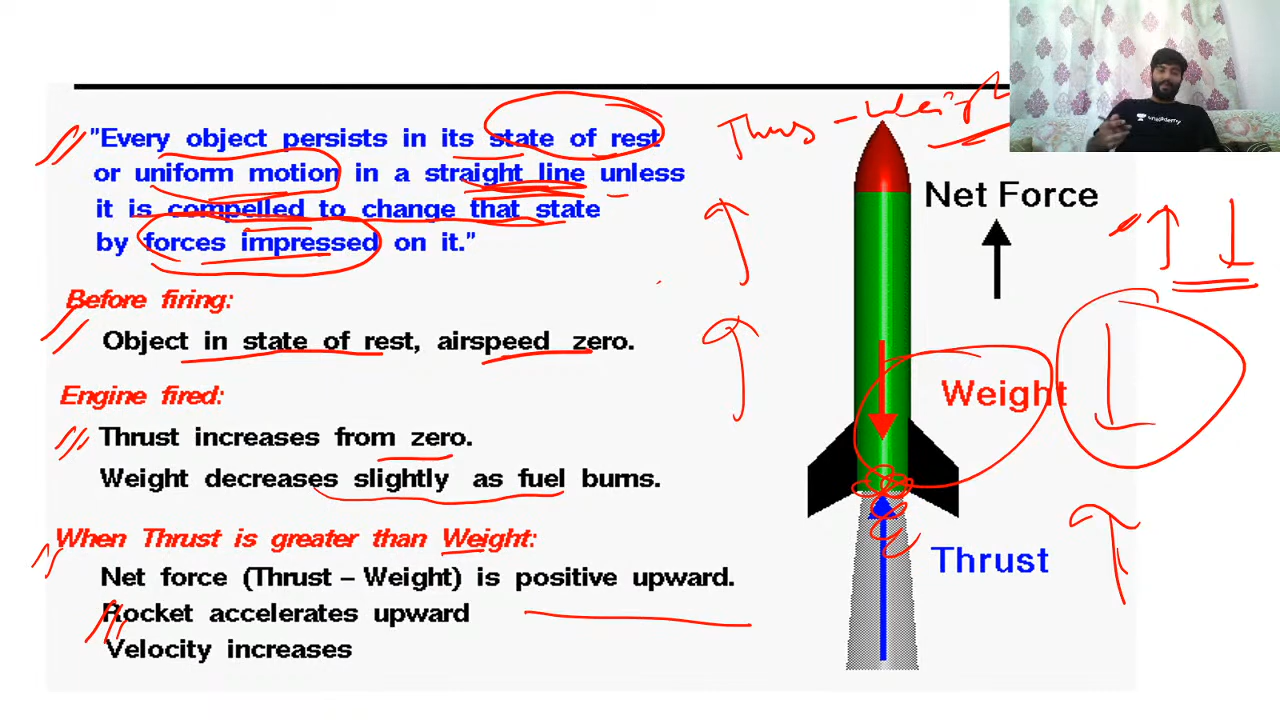 "Every object persists in its state of rest
or uniform motion in a straight line unless
it is compelled to change that state
by forces impressed on it."
Before firing:
Object in state of rest, airspeed zero.
Engine fired:
Thrust increases from zero.
Weight decreases slightly as fuel burns.
When Thrust is greater than Weight:
Net force (Thrust – Weight) is positive upward.
Rocket accelerates upward
Velocity increases
Thrus - weight
Net Force
Weight
Thrust
unacademy